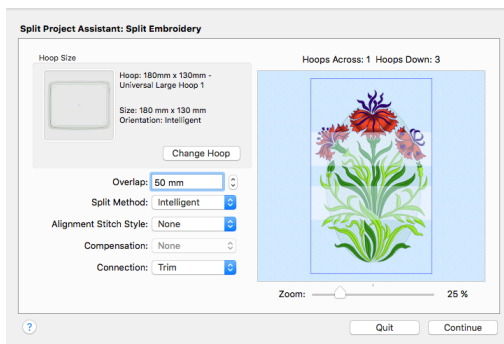 Split Project Assistant: Split Embroidery
Hoop Size
Hoop: 180mm x 130mm -
Universal Large Hoop 1
Size: 180 mm x 130 mm
Orientation: Intelligent
Change Hoop
Overlap: 50 mm
Split Method: Intelligent
Alignment Stitch Style: None
Compensation: None
Connection: Trim
Hoops Across: 1 Hoops Down: 3
Zoom: 25 %
?
Quit Continue